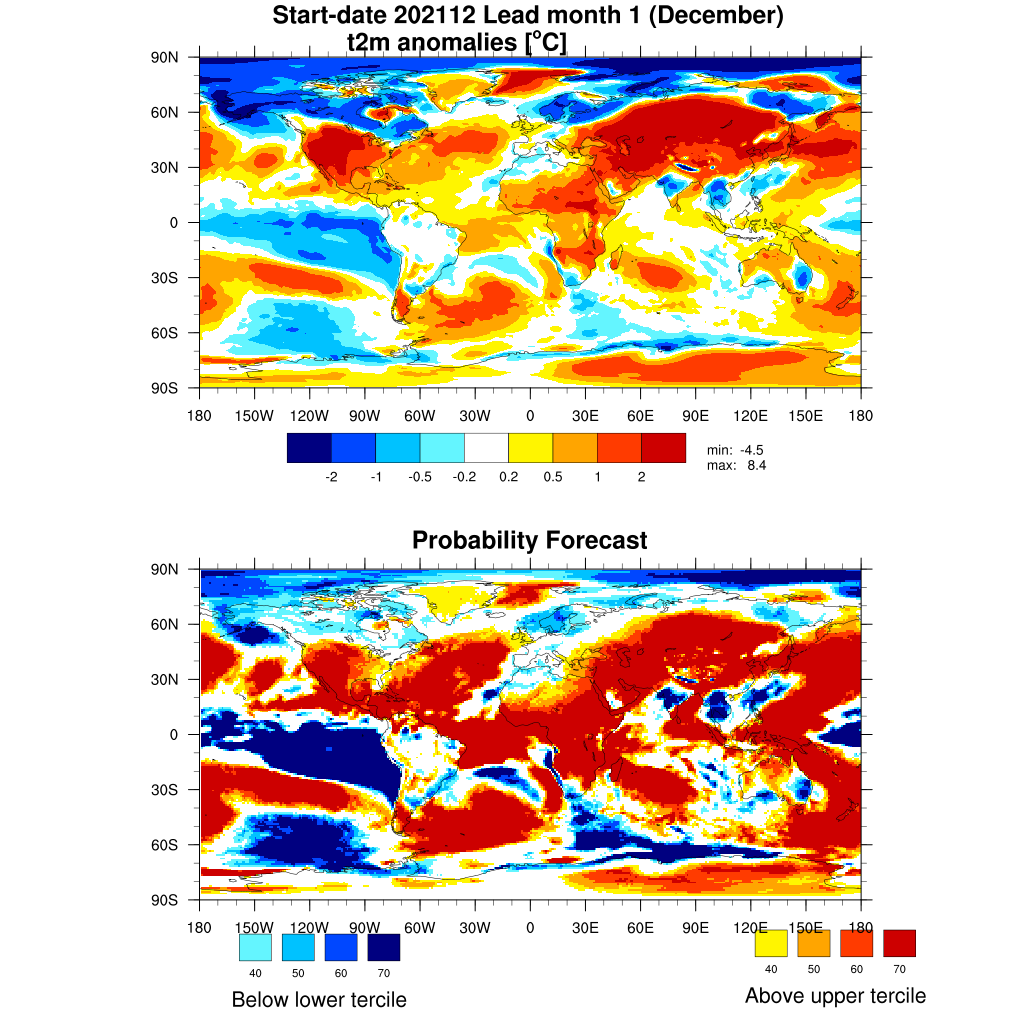 Start-date 202112 Lead month 1 (December)
t2m anomalies [°C]
90N
60N
30N
0
30S
60S
90S
180 150W 120W 90W 60W 30W 0 30E 60E 90E 120E 150E 180
-2 -1 -0.5 -0.2 0.2 0.5 1 2
min: -4.5
max: 8.4
Probability Forecast
90N
60N
30N
0
30S
60S
90S
180 150W 120W 90W 60W 30W 0 30E 60E 90E 120E 150E 180
40 50 60 70
Below lower tercile
40 50 60 70
Above upper tercile